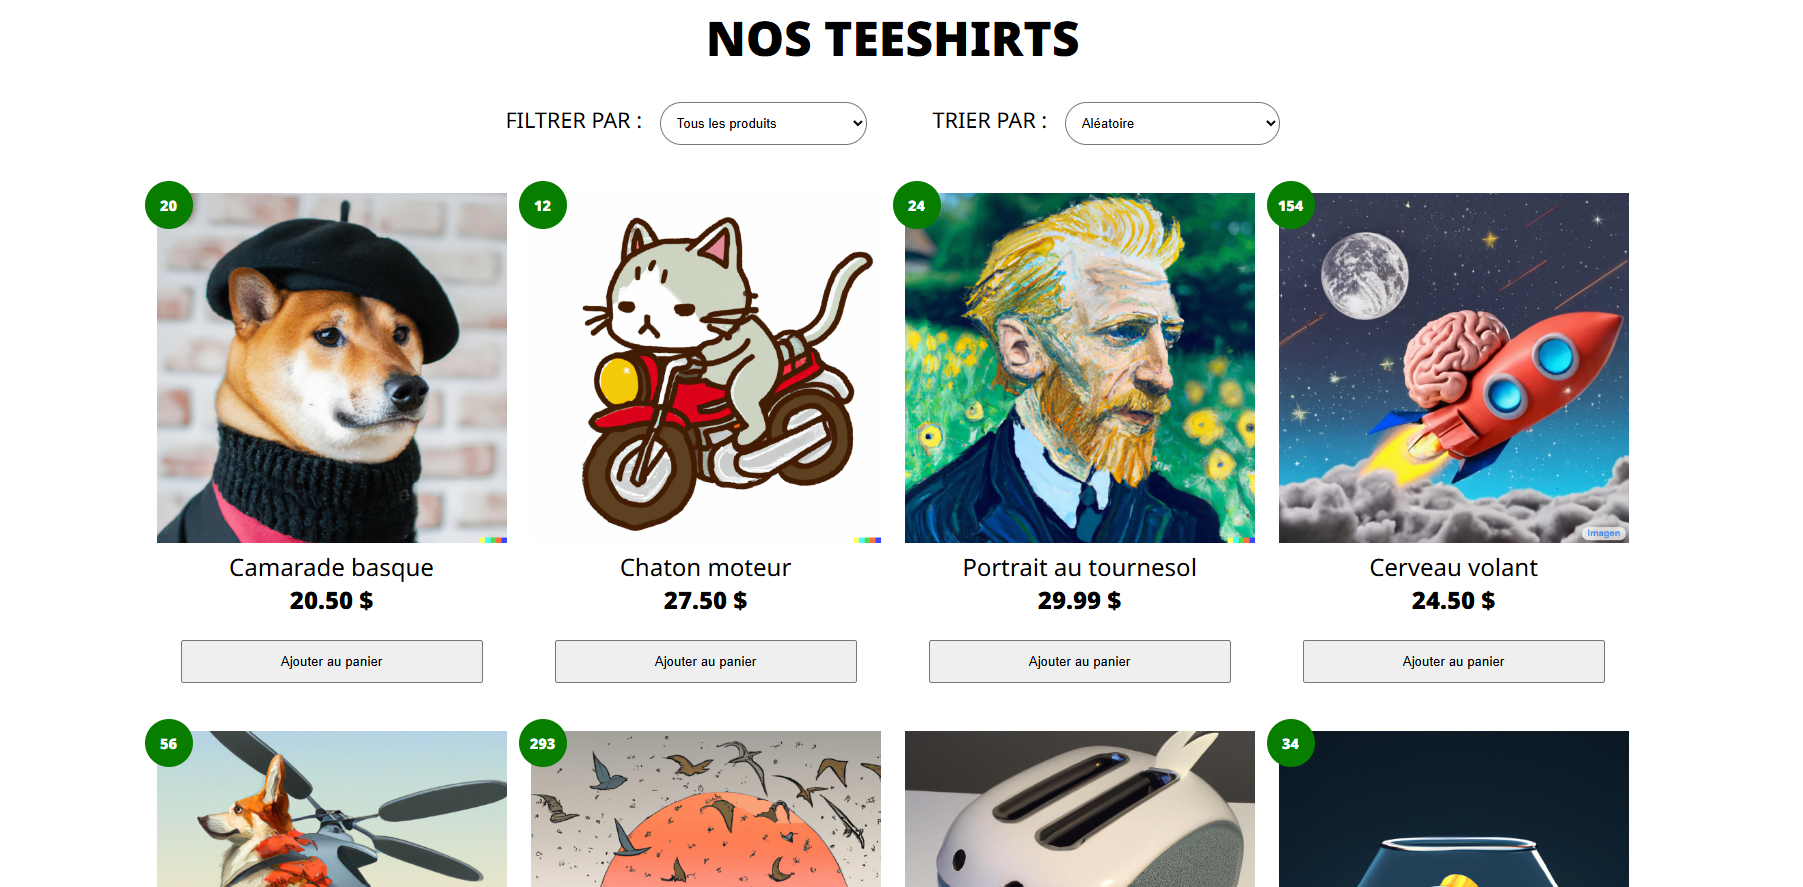 NOS TEESHIRTS
FILTRER PAR : Tous les produits TRIER PAR : Aléatoire
20 12 24 154
Imagen
Camarade basque Chaton moteur Portrait au tournesol Cerveau volant
20.50 $ 27.50 $ 29.99 $ 24.50 $
Ajouter au panier Ajouter au panier Ajouter au panier Ajouter au panier
56 293 34